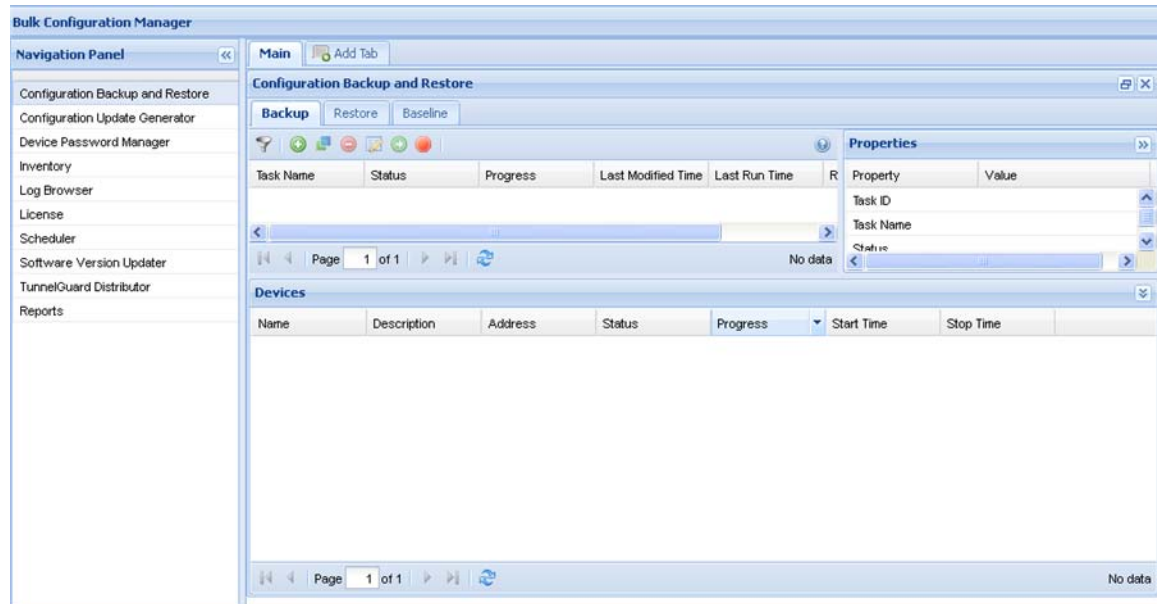 Bulk Configuration Manager
Navigation Panel
Configuration Backup and Restore
Configuration Update Generator
Device Password Manager
Inventory
Log Browser
License
Scheduler
Software Version Updater
TunnelGuard Distributor
Reports
Main Add Tab
Configuration Backup and Restore
Backup Restore Baseline
Task Name Status Progress Last Modified Time Last Run Time R
Page 1 of 1 No data
Properties
Property Value
Task ID
Task Name
Status
Devices
Name Description Address Status Progress Start Time Stop Time
Page 1 of 1 No data